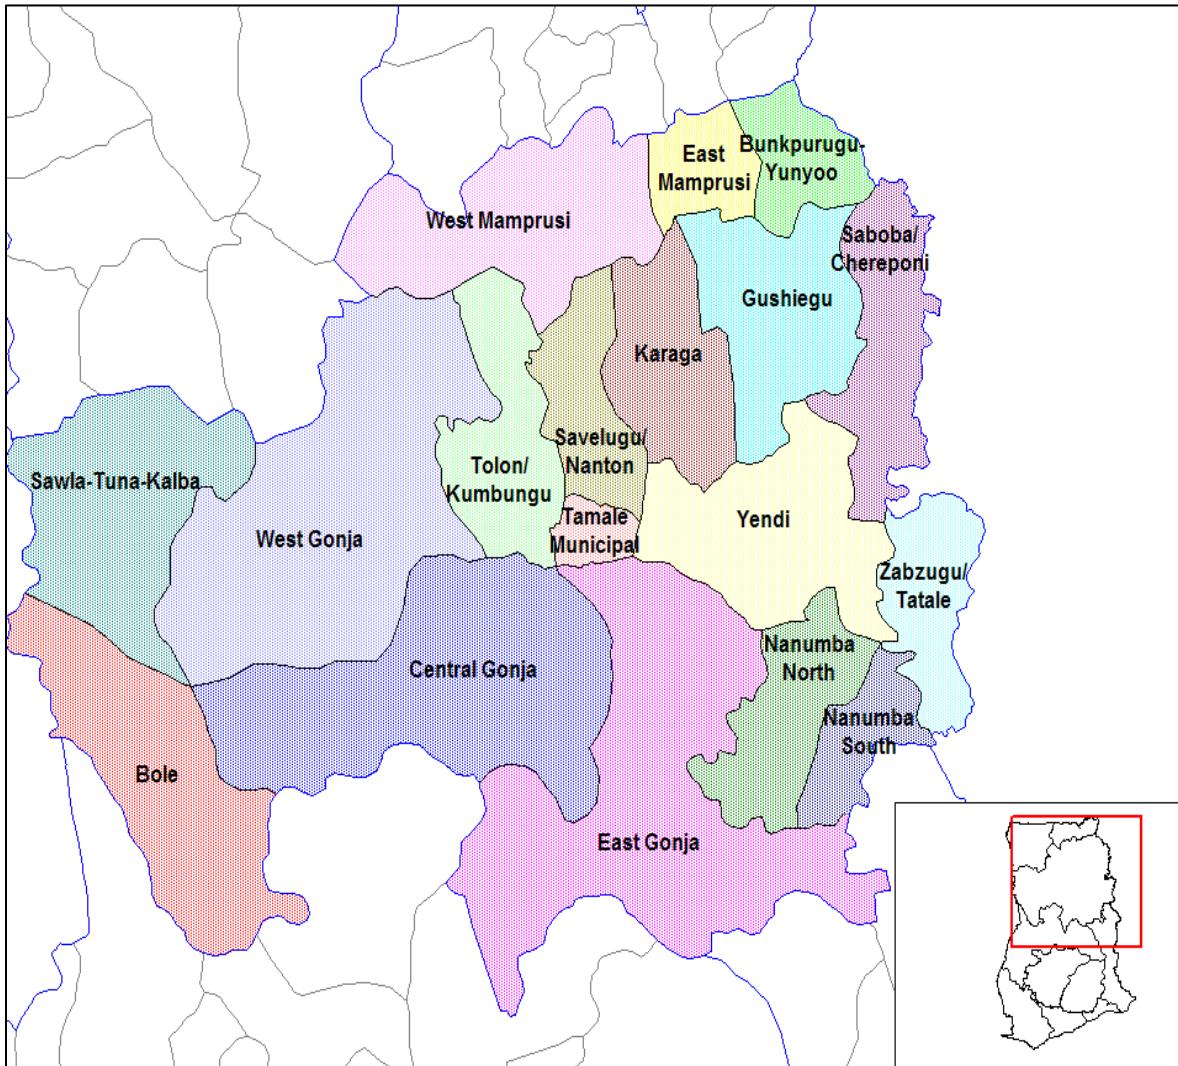 Bunkpurugu-
Yunyoo
East
Mamprusi
West Mamprusi
Saboba/
Chereponi
Gushiegu
Karaga
Savelugu/
Nanton
Tolon/
Kumbungu
Sawla-Tuna-Kalba
Tamale
Municipal
Yendi
West Gonja
Zabzugu/
Tatale
Nanumba
North
Central Gonja
Nanumba
South
Bole
East Gonja